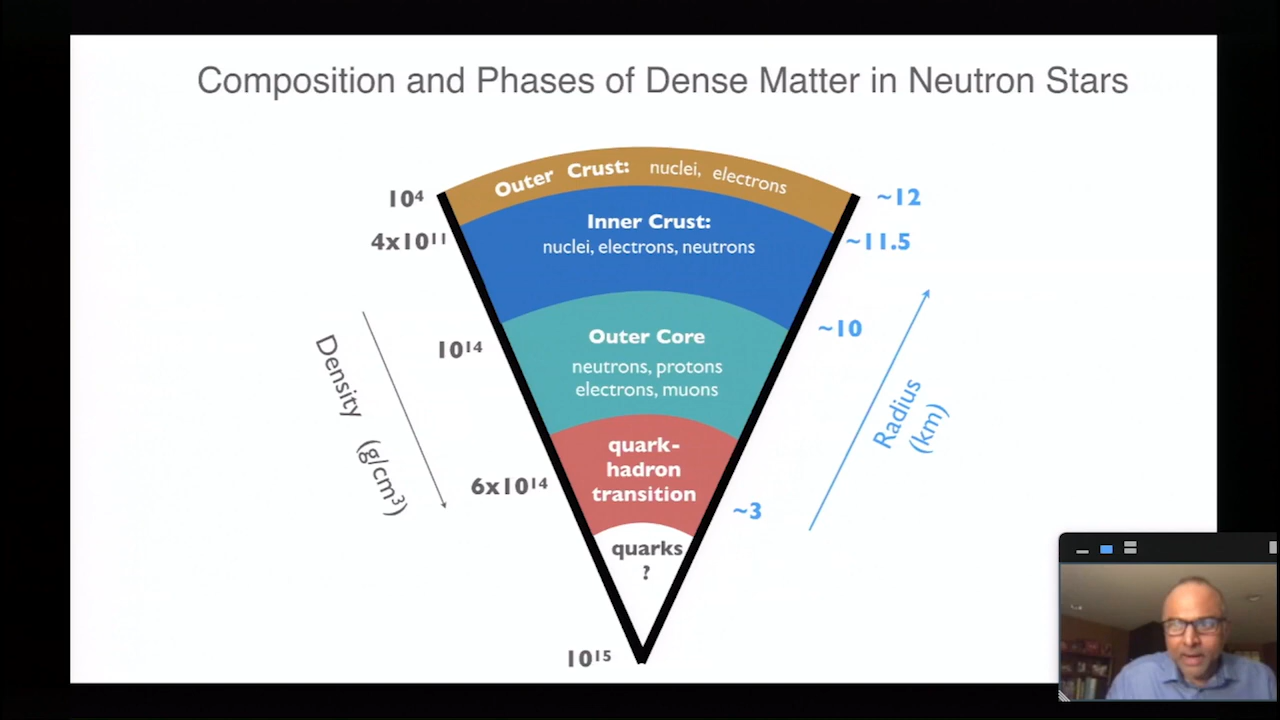 Composition and Phases of Dense Matter in Neutron Stars
Outer Crust: nuclei, electrons
10⁴
~12
Inner Crust:
nuclei, electrons, neutrons
4x10¹¹
~11.5
Outer Core
neutrons, protons
electrons, muons
10¹⁴
~10
Density (g/cm³)
Radius
(km)
quark-
hadron
transition
6x10¹⁴
~3
quarks
?
10¹⁵